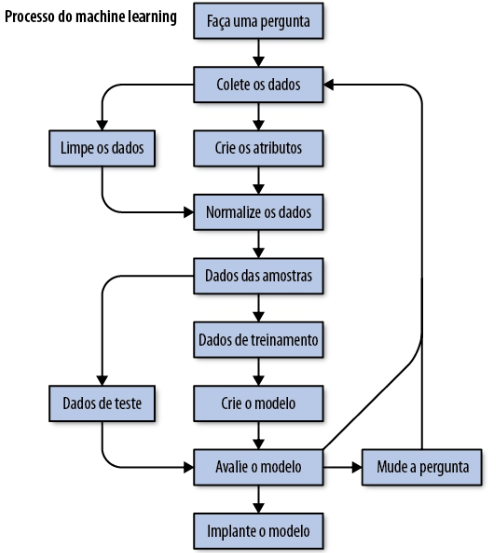 Processo do machine learning
Faça uma pergunta
Colete os dados
Limpe os dados
Crie os atributos
Normalize os dados
Dados das amostras
Dados de treinamento
Dados de teste
Crie o modelo
Avalie o modelo
Mude a pergunta
Implante o modelo